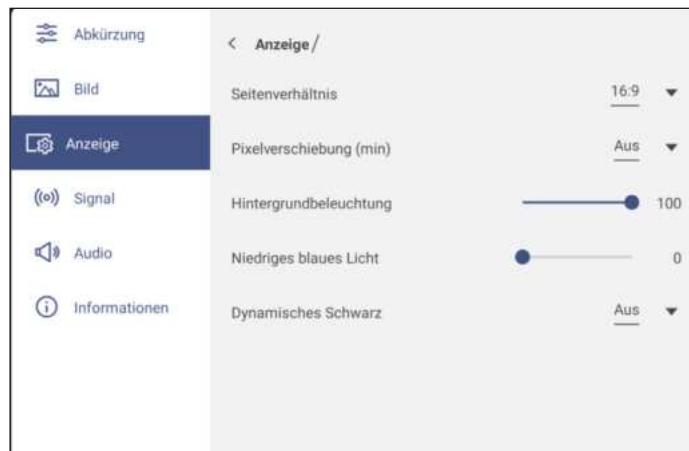 Abkürzung
Bild
Anzeige
Signal
Audio
Informationen
< Anzeige/
Seitenverhältnis 16:9
Pixelverschiebung (min) Aus
Hintergrundbeleuchtung 100
Niedriges blaues Licht 0
Dynamisches Schwarz Aus